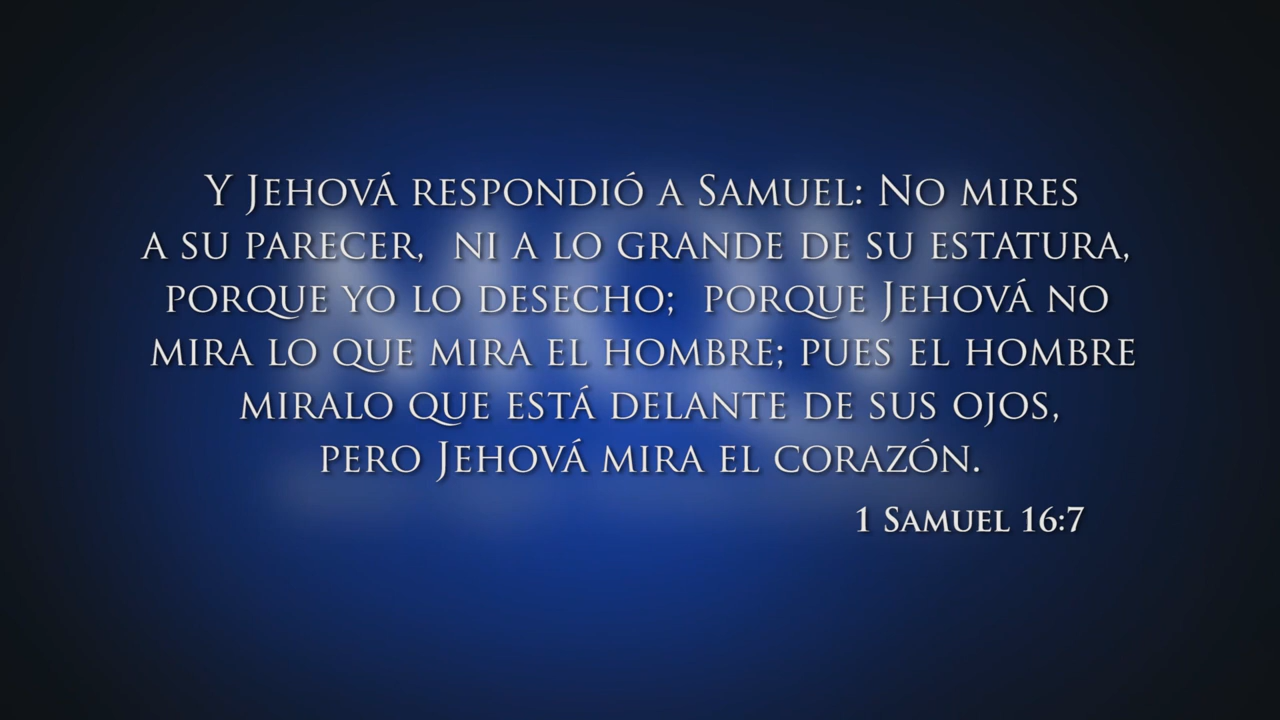 Y Jehová respondió a Samuel: No mires
a su parecer,  ni a lo grande de su estatura,
porque yo lo desecho;  porque Jehová no
mira lo que mira el hombre; pues el hombre
miralo que está delante de sus ojos,
pero Jehová mira el corazón.
1 Samuel 16:7